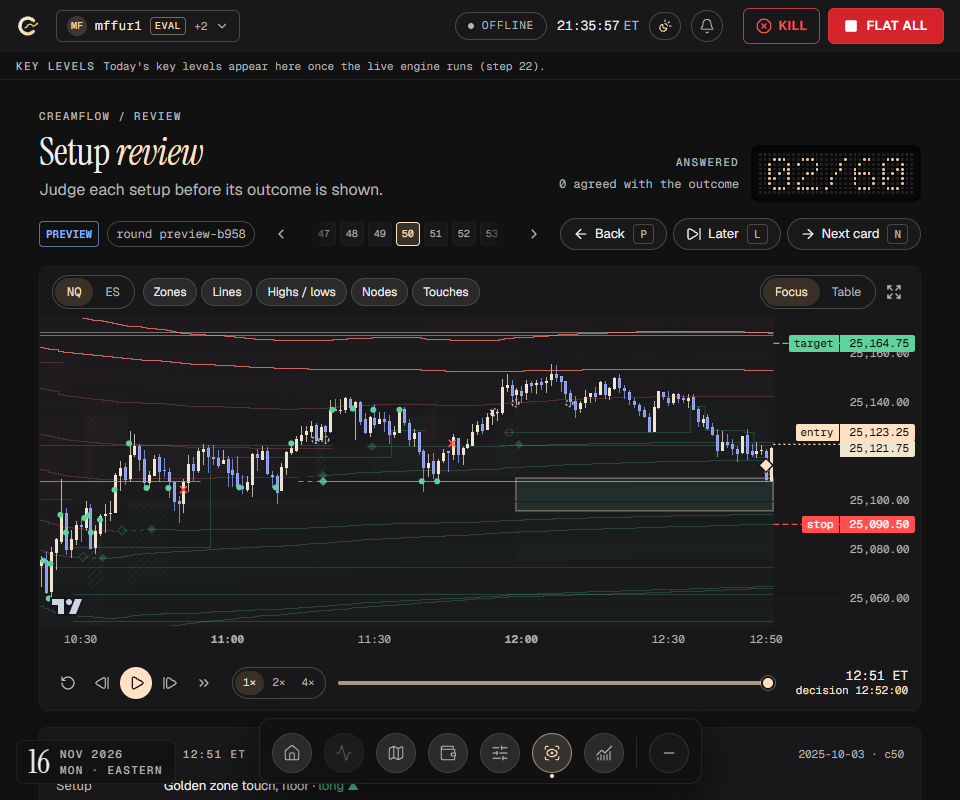 MF mffur1 EVAL +2
OFFLINE 21:35:57 ET KILL FLAT ALL
KEY LEVELS Today's key levels appear here once the live engine runs (step 22).
CREAMFLOW / REVIEW
Setup review
Judge each setup before its outcome is shown.
ANSWERED
0 agreed with the outcome
02/60
PREVIEW round preview-b958 47 48 49 50 51 52 53 Back P Later L Next card N
NQ ES Zones Lines Highs / lows Nodes Touches Focus Table
target 25,164.75
25,160.00
25,140.00
entry 25,123.25
25,121.75
25,100.00
stop 25,090.50
25,080.00
25,060.00
10:30 11:00 11:30 12:00 12:30 12:50
1× 2× 4×
12:51 ET
decision 12:52:00
16 NOV 2026
MON · EASTERN
12:51 ET
2025-10-03 · c50
Setup Golden zone touch, floor · long ▲